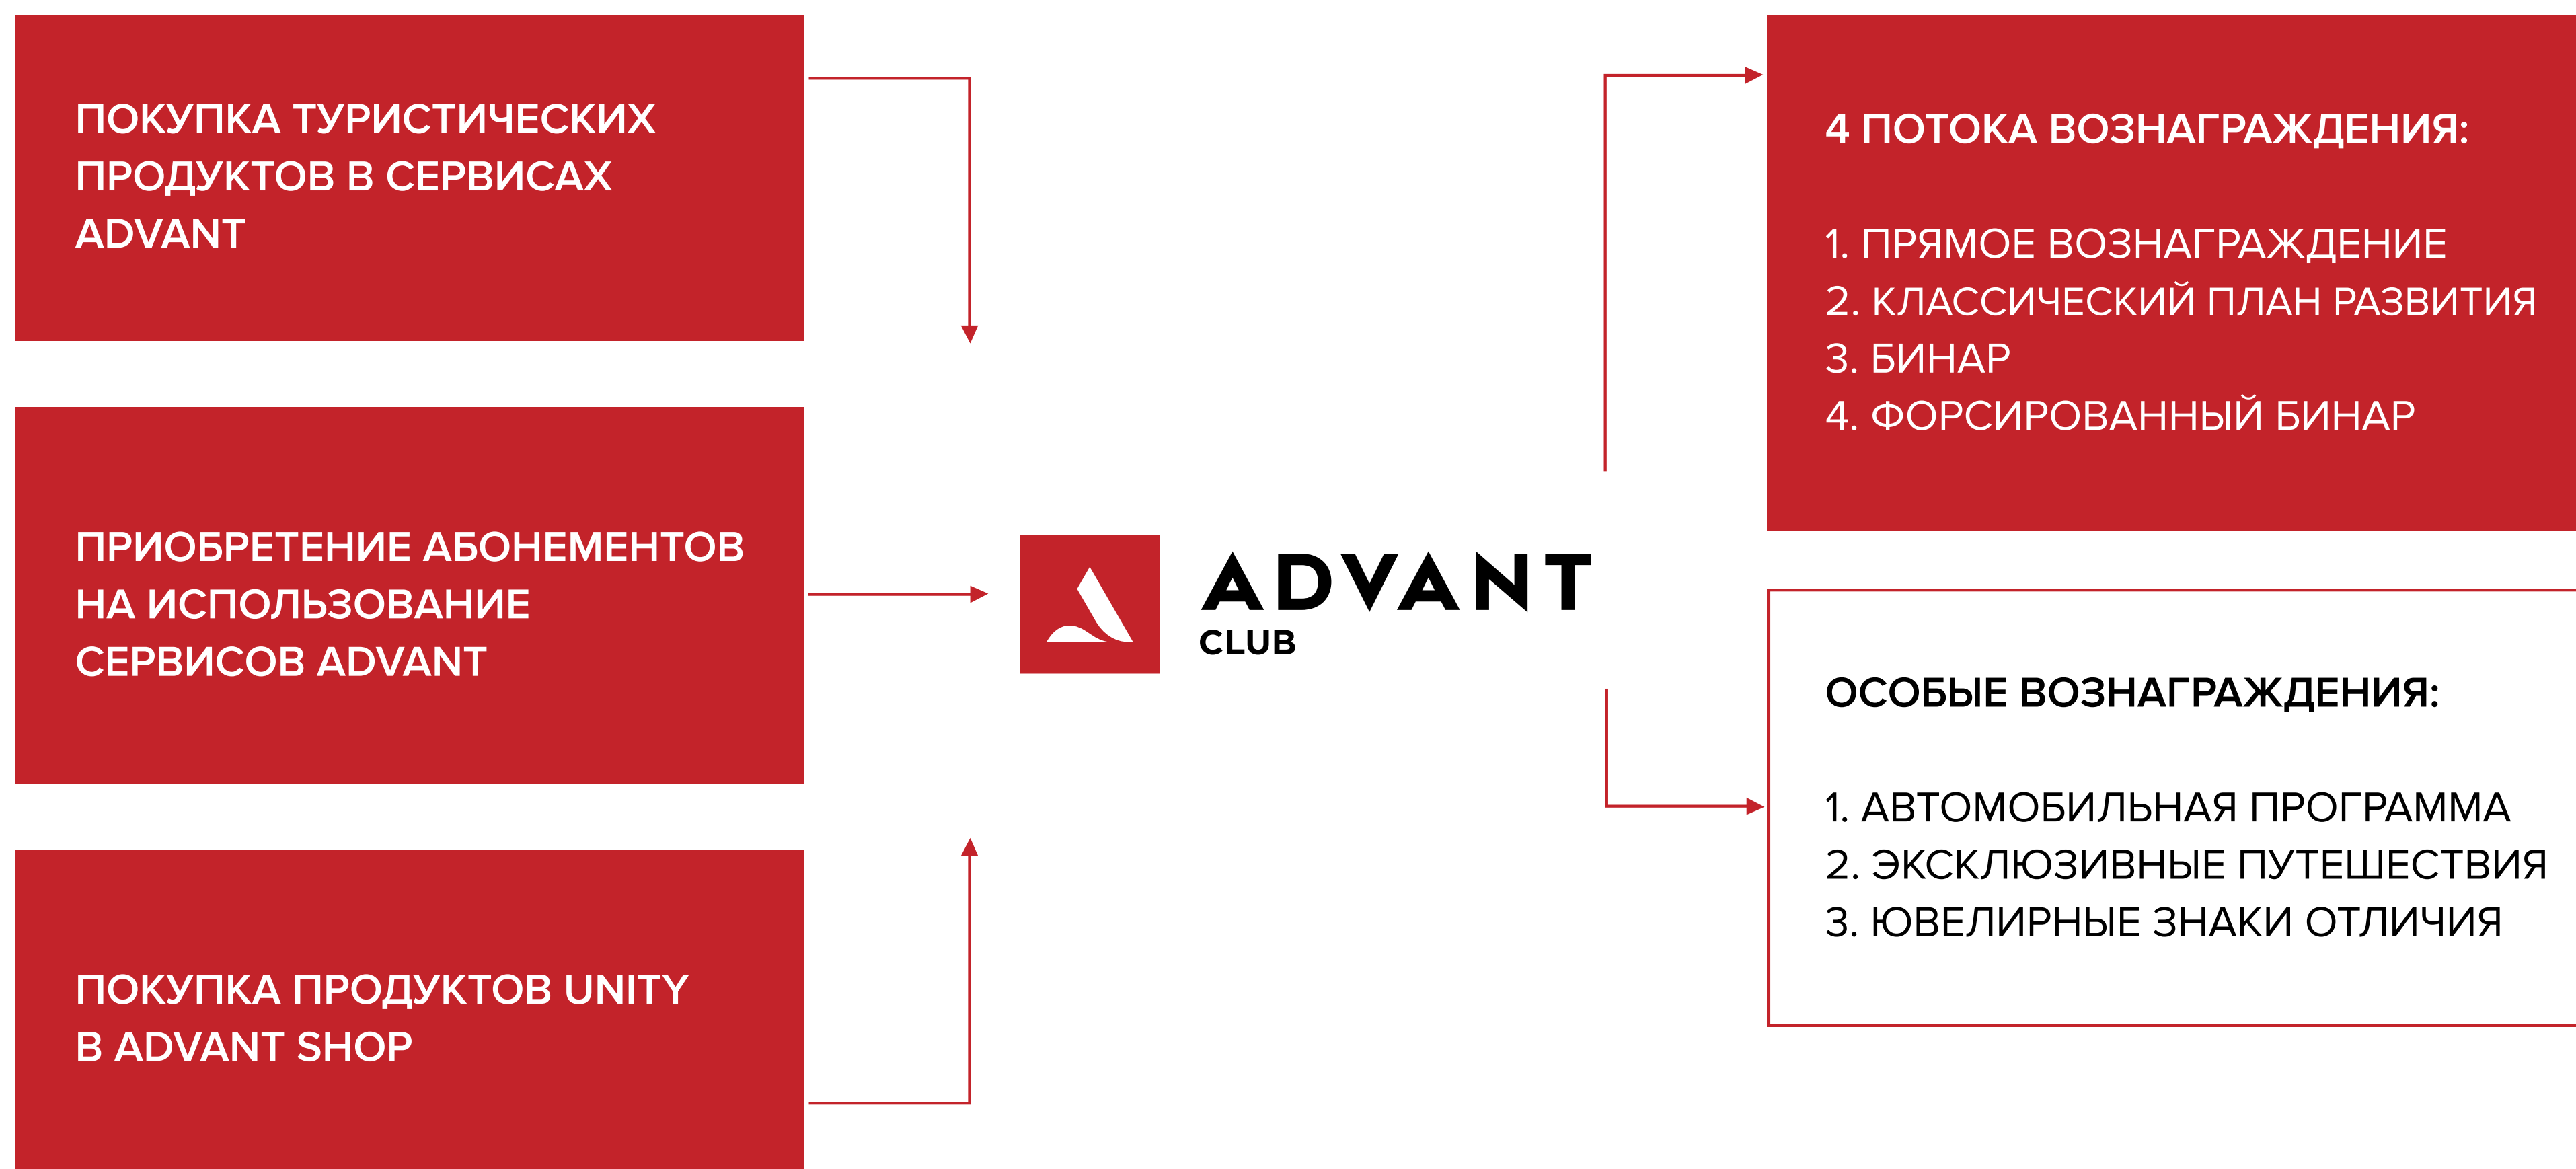 ПОКУПКА ТУРИСТИЧЕСКИХ
ПРОДУКТОВ В СЕРВИСАХ
ADVANT
ПРИОБРЕТЕНИЕ АБОНЕМЕНТОВ
НА ИСПОЛЬЗОВАНИЕ
СЕРВИСОВ ADVANT
ПОКУПКА ПРОДУКТОВ UNITY
В ADVANT SHOP
ADVANT
CLUB
4 ПОТОКА ВОЗНАГРАЖДЕНИЯ:
1. ПРЯМОЕ ВОЗНАГРАЖДЕНИЕ
2. КЛАССИЧЕСКИЙ ПЛАН РАЗВИТИЯ
3. БИНАР
4. ФОРСИРОВАННЫЙ БИНАР
ОСОБЫЕ ВОЗНАГРАЖДЕНИЯ:
1. АВТОМОБИЛЬНАЯ ПРОГРАММА
2. ЭКСКЛЮЗИВНЫЕ ПУТЕШЕСТВИЯ
3. ЮВЕЛИРНЫЕ ЗНАКИ ОТЛИЧИЯ